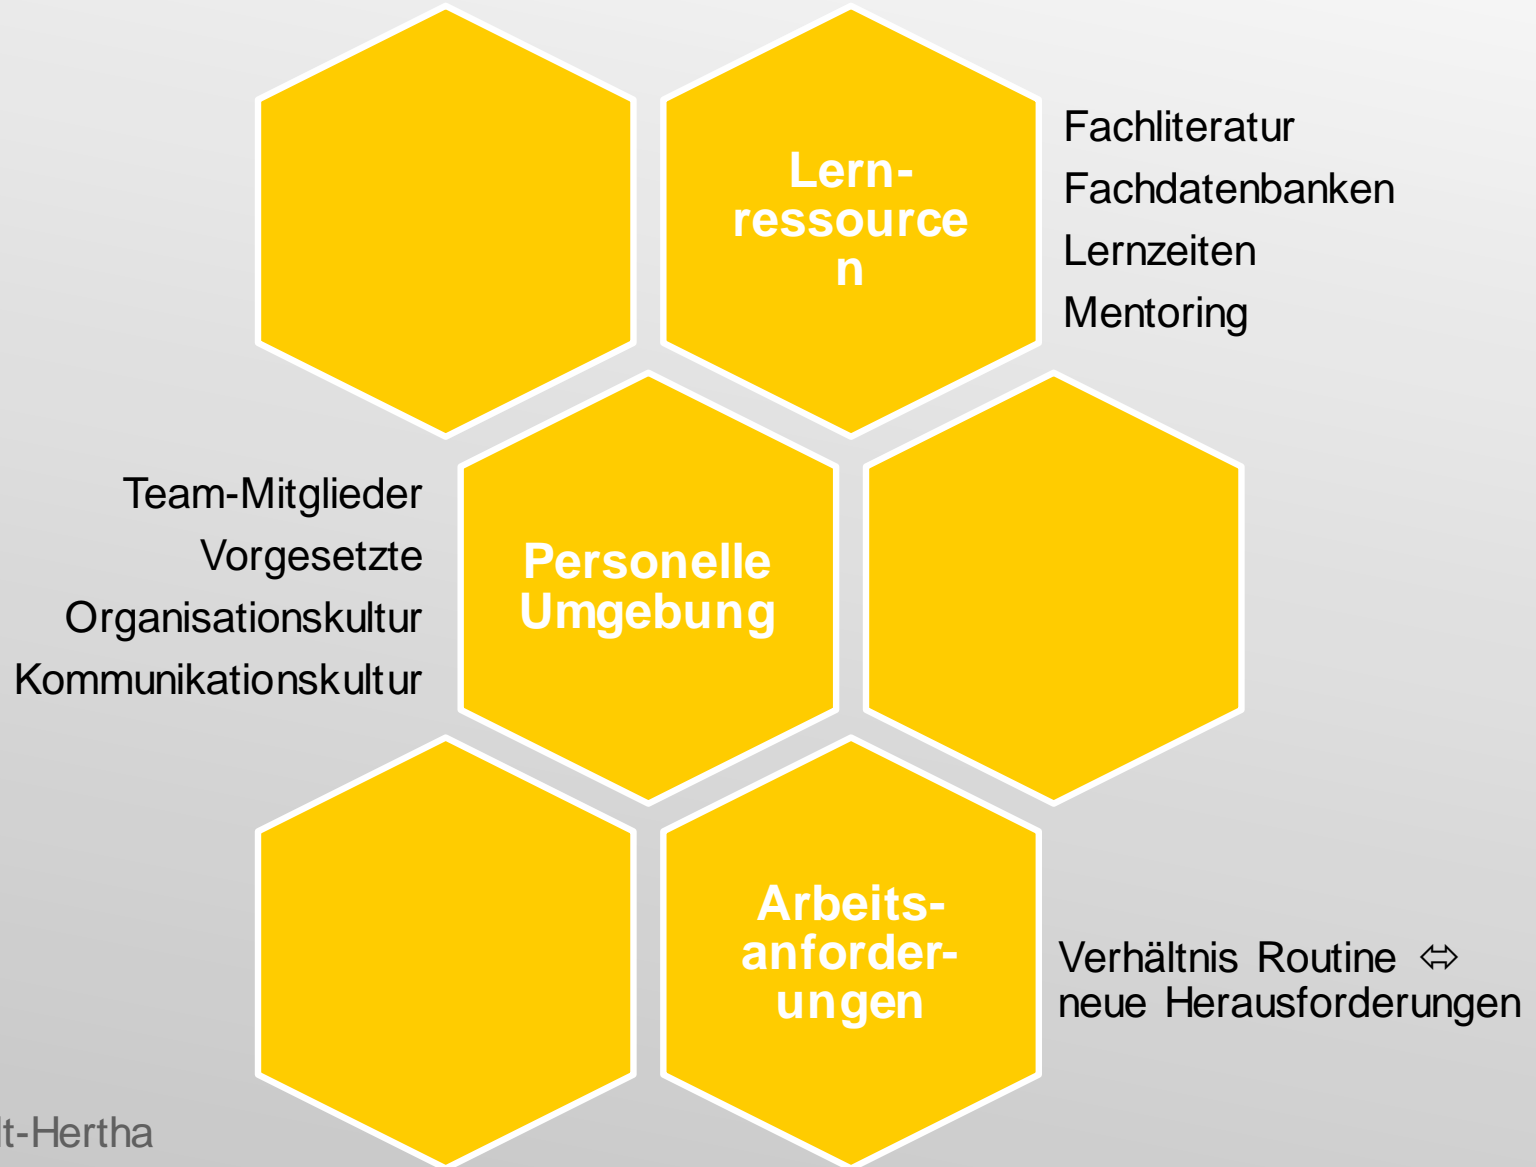 Lern-
ressource
n
Fachliteratur
Fachdatenbanken
Lernzeiten
Mentoring
Team-Mitglieder
Vorgesetzte
Organisationskultur
Kommunikationskultur
Personelle
Umgebung
Arbeits-
anforder-
ungen
Verhältnis Routine ⬄
neue Herausforderungen
lt-Hertha